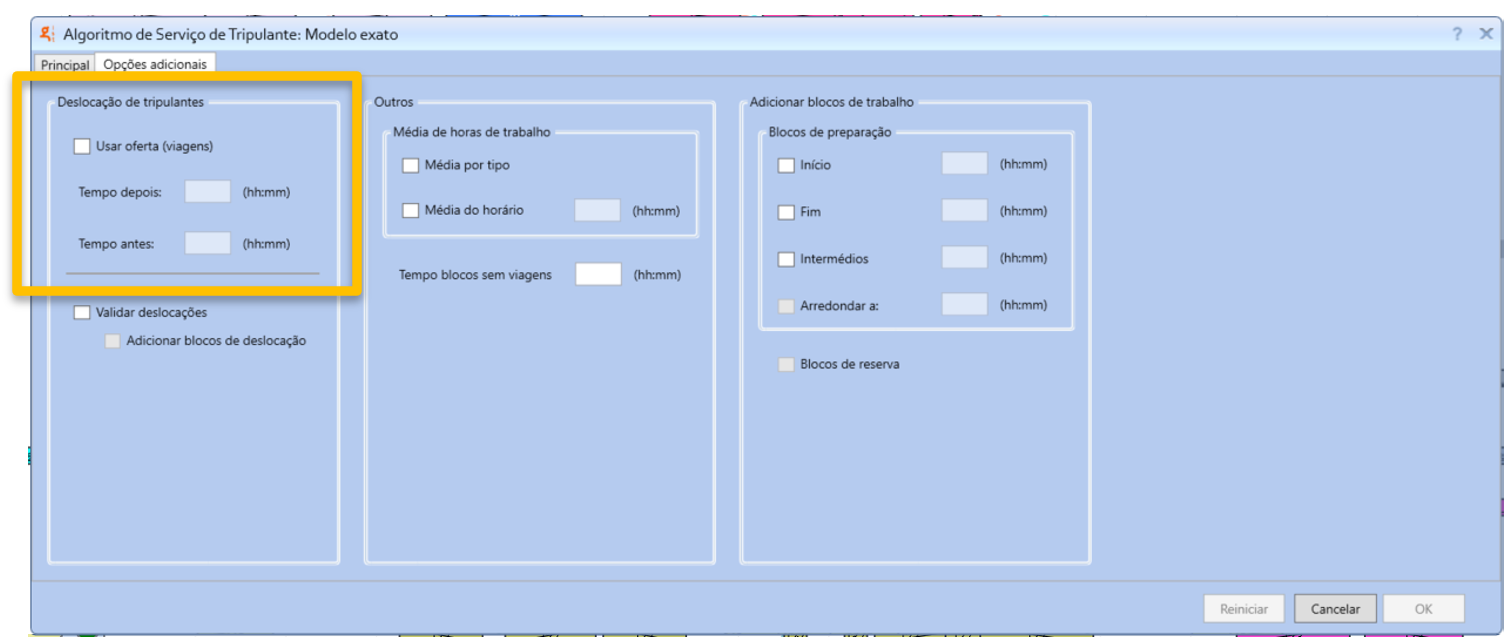 Algoritmo de Serviço de Tripulante: Modelo exato
? X
Principal Opções adicionais
Deslocação de tripulantes
Usar oferta (viagens)
Tempo depois: (hh:mm)
Tempo antes: (hh:mm)
Validar deslocações
Adicionar blocos de deslocação
Outros
Média de horas de trabalho
Média por tipo
Média do horário (hh:mm)
Tempo blocos sem viagens (hh:mm)
Adicionar blocos de trabalho
Blocos de preparação
Início (hh:mm)
Fim (hh:mm)
Intermédios (hh:mm)
Arredondar a: (hh:mm)
Blocos de reserva
Reiniciar Cancelar OK